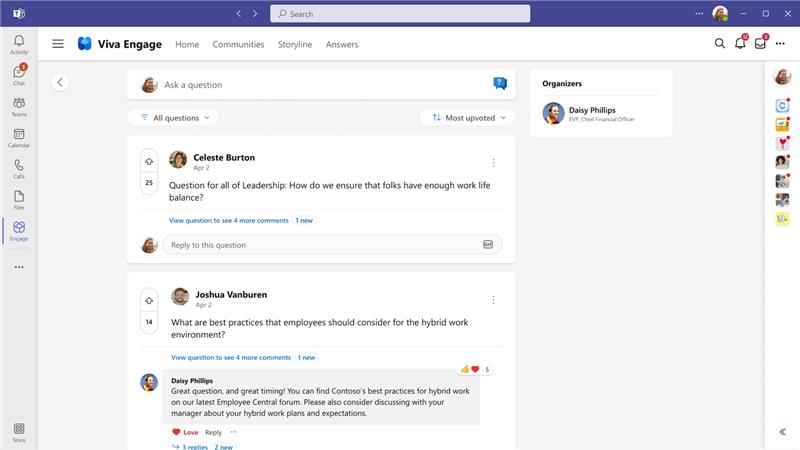 Search
Activity
Chat
1
Teams
Calendar
Calls
Files
Engage
Store
Viva Engage
Home
Communities
Storyline
Answers
12
3
Ask a question
All questions
Most upvoted
25
Celeste Burton
Apr 2
Question for all of Leadership: How do we ensure that folks have enough work life
balance?
View question to see 4 more comments
1 new
Reply to this question
GIF
14
Joshua Vanburen
Apr 2
What are best practices that employees should consider for the hybrid work
environment?
View question to see 4 more comments
1 new
5
Daisy Phillips
Great question, and great timing! You can find Contoso's best practices for hybrid work
on our latest Employee Central forum. Please also consider discussing with your
manager about your hybrid work plans and expectations.
Love
Reply
3 replies
2 new
Organizers
Daisy Phillips
EVP, Chief Financial Officer